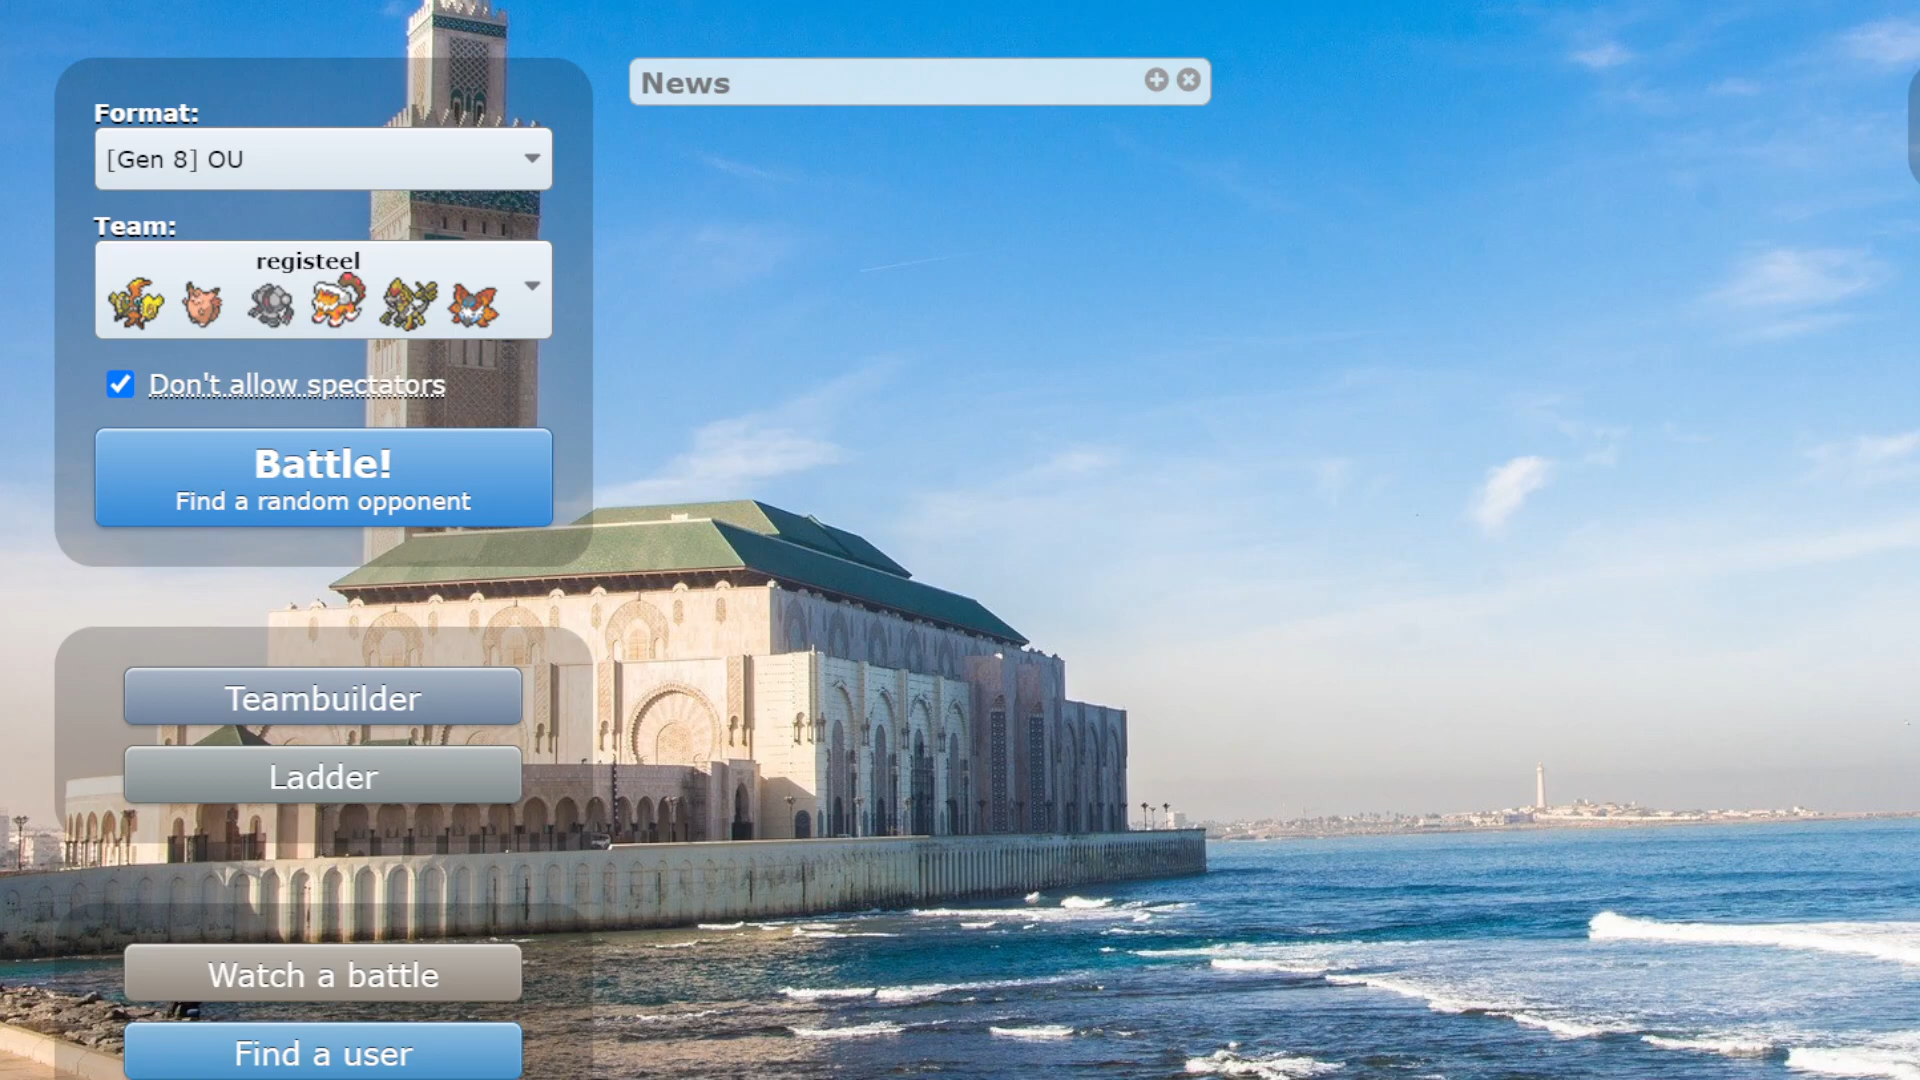 News
Format:
[Gen 8] OU
Team:
registeel
Don't allow spectators
Battle!
Find a random opponent
Teambuilder
Ladder
Watch a battle
Find a user